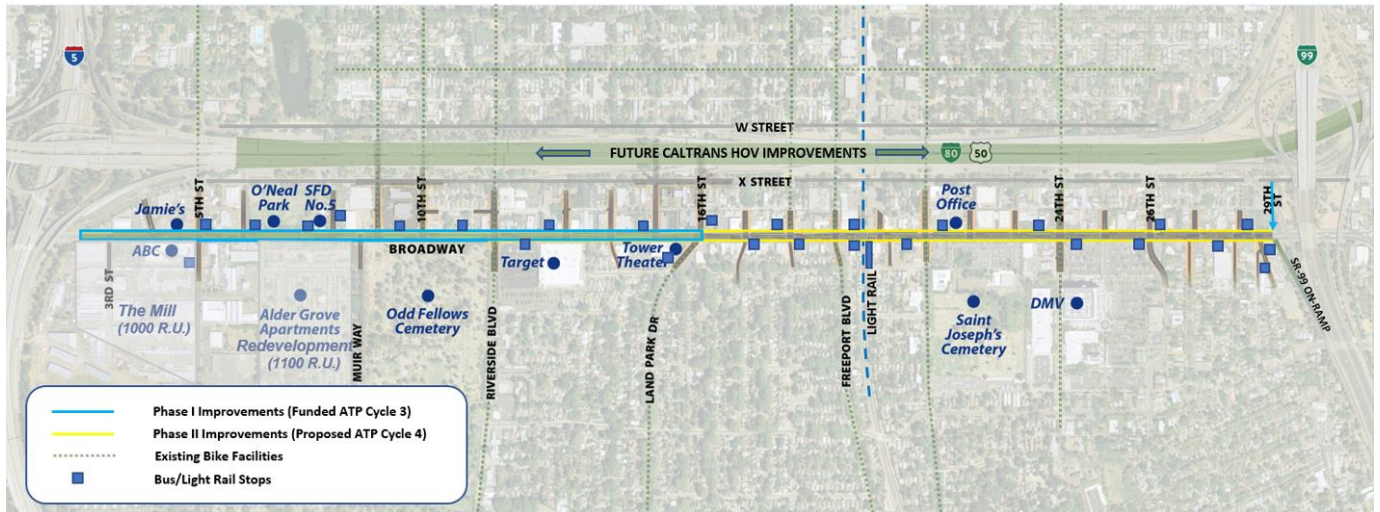 5
99
W STREET
FUTURE CALTRANS HOV IMPROVEMENTS
80
50
X STREET
5TH ST
10TH ST
16TH ST
24TH ST
26TH ST
29TH
ST
Jamie's
O'Neal
Park
SFD
No.5
Post
Office
BROADWAY
ABC
Target
Tower
Theater
3RD ST
The Mill
(1000 R.U.)
Alder Grove
Apartments
Redevelopment
(1100 R.U.)
MUIR WAY
Odd Fellows
Cemetery
RIVERSIDE BLVD
LAND PARK DR
FREEPORT BLVD
LIGHT RAIL
Saint
Joseph's
Cemetery
DMV
SR-99 ON-RAMP
Phase I Improvements (Funded ATP Cycle 3)
Phase II Improvements (Proposed ATP Cycle 4)
Existing Bike Facilities
Bus/Light Rail Stops